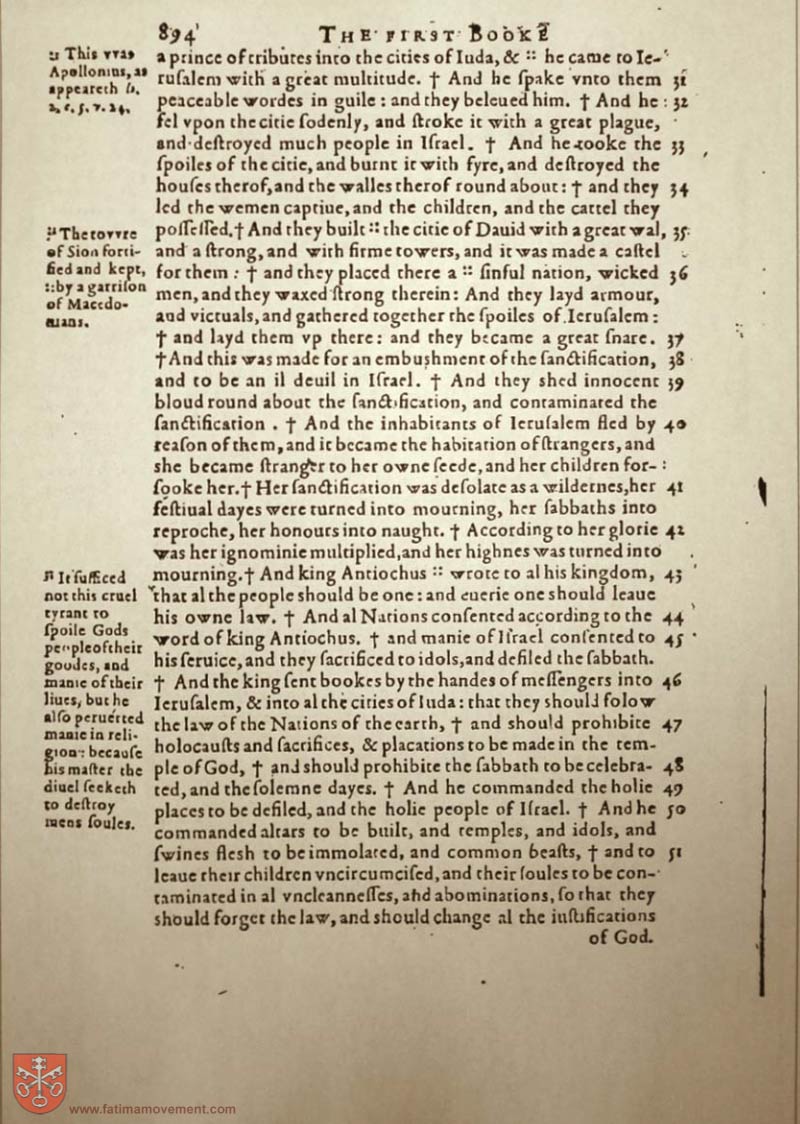 894
THE FIRST BOOKE
:: This vvas
Apollonius, as
appeareth li.
2. c. 5. v. 24.
a prince of tributes into the cities of Iuda, & :: he came to Ie-
ruſalem with a great multitude. † And he ſpake vnto them 31
peaceable wordes in guile : and they beleued him. † And he : 32
fel vpon the citie ſodenly, and ſtroke it with a great plague,
and deſtroyed much people in Iſrael. † And he tooke the 33
ſpoiles of the citie, and burnt it with fyre, and deſtroyed the
houſes therof, and the walles therof round about : † and they 34
led the wemen captiue, and the children, and the cattel they
poſſeſſed. † And they built :: the citie of Dauid with a great wal, 35
and a ſtrong, and with firme towers, and it was made a caſtel
for them : † and they placed there a :: ſinful nation, wicked 36
men, and they waxed ſtrong therein : And they layd armour,
and victuals, and gathered together the ſpoiles of Ieruſalem :
† and layd them vp there : and they became a great ſnare. 37
† And this was made for an embuſhment of the ſanctification, 38
and to be an il deuil in Iſrael. † And they shed innocent 39
bloud round about the ſanctification, and contaminated the
ſanctification . † And the inhabitants of Ieruſalem fled by 40
reaſon of them, and it became the habitation of ſtrangers, and
she became ſtranger to her owne ſeede, and her children for-
ſooke her. † Her ſanctification was deſolate as a wildernes, her 41
feſtiual dayes were turned into mourning, her ſabbaths into
reproche, her honours into naught. † According to her glorie 42
was her ignominie multiplied, and her highnes was turned into
mourning. † And king Antiochus :: wrote to al his kingdom, 43
that al the people should be one : and euerie one should leaue
his owne law. † And al Nations conſented according to the 44
word of king Antiochus. † and manie of Iſrael conſented to 45
his ſeruice, and they ſacrificed to idols, and defiled the ſabbath.
† And the king ſent bookes by the handes of meſſengers into 46
Ieruſalem, & into al the cities of Iuda : that they should folow
the law of the Nations of the earth, † and should prohibite 47
holocauſts and ſacrifices, & placations to be made in the tem-
ple of God, † and should prohibite the ſabbath to be celebra- 48
ted, and the ſolemne dayes. † And he commanded the holie 49
places to be defiled, and the holie people of Iſrael. † And he 50
commanded altars to be built, and temples, and idols, and
ſwines flesh to be immolated, and common beaſts, † and to 51
leaue their children vncircumciſed, and their ſoules to be con-
taminated in al vncleanneſſes, and abominations, ſo that they
should forget the law, and should change al the iuſtifications
of God.
:: The tovvre
of Sion forti-
fied and kept,
:: by a garriſon
of Macedo-
nians.
:: It ſufficed
not this cruel
tyrant to
ſpoile Gods
people of their
goodes, and
manie of their
liues, but he
alſo peruerted
manie in reli-
gion : becauſe
his maſter the
diuel ſeeketh
to deſtroy
mens ſoules.
www.fatimamovement.com